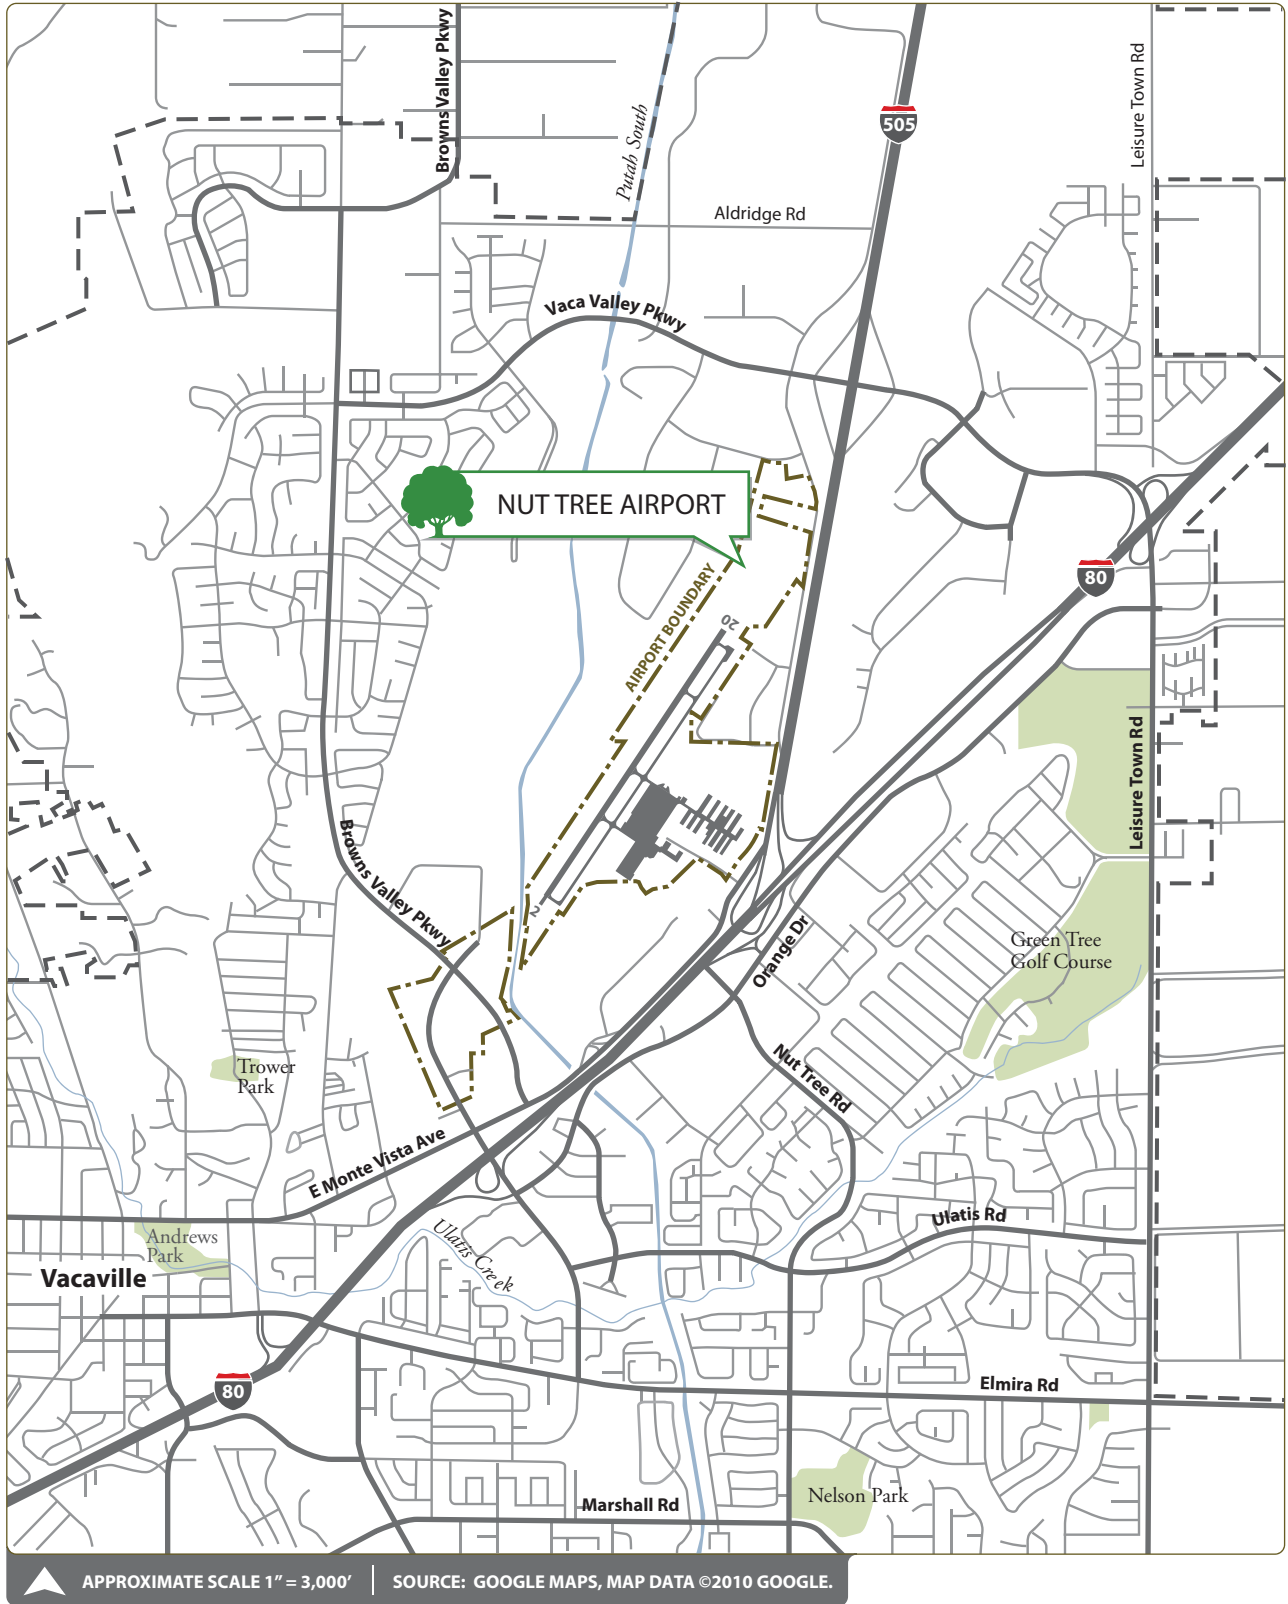 Browns Valley Pkwy
Putah South
505
Leisure Town Rd
Aldridge Rd
Vaca Valley Pkwy
NUT TREE AIRPORT
80
AIRPORT BOUNDARY
20
Leisure Town Rd
Browns Valley Pkwy
2
Orange Dr
Green Tree
Golf Course
Trower
Park
Nut Tree Rd
E Monte Vista Ave
Ulatis Rd
Andrews
Park
Ulatis Creek
Vacaville
80
Elmira Rd
Nelson Park
Marshall Rd
APPROXIMATE SCALE 1" = 3,000'
SOURCE: GOOGLE MAPS, MAP DATA ©2010 GOOGLE.